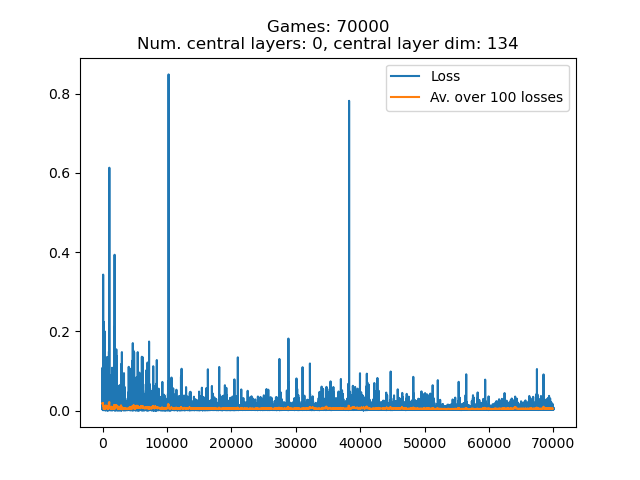 Games: 70000
Num. central layers: 0, central layer dim: 134
Loss
Av. over 100 losses
0.8
0.6
0.4
0.2
0.0
0 10000 20000 30000 40000 50000 60000 70000